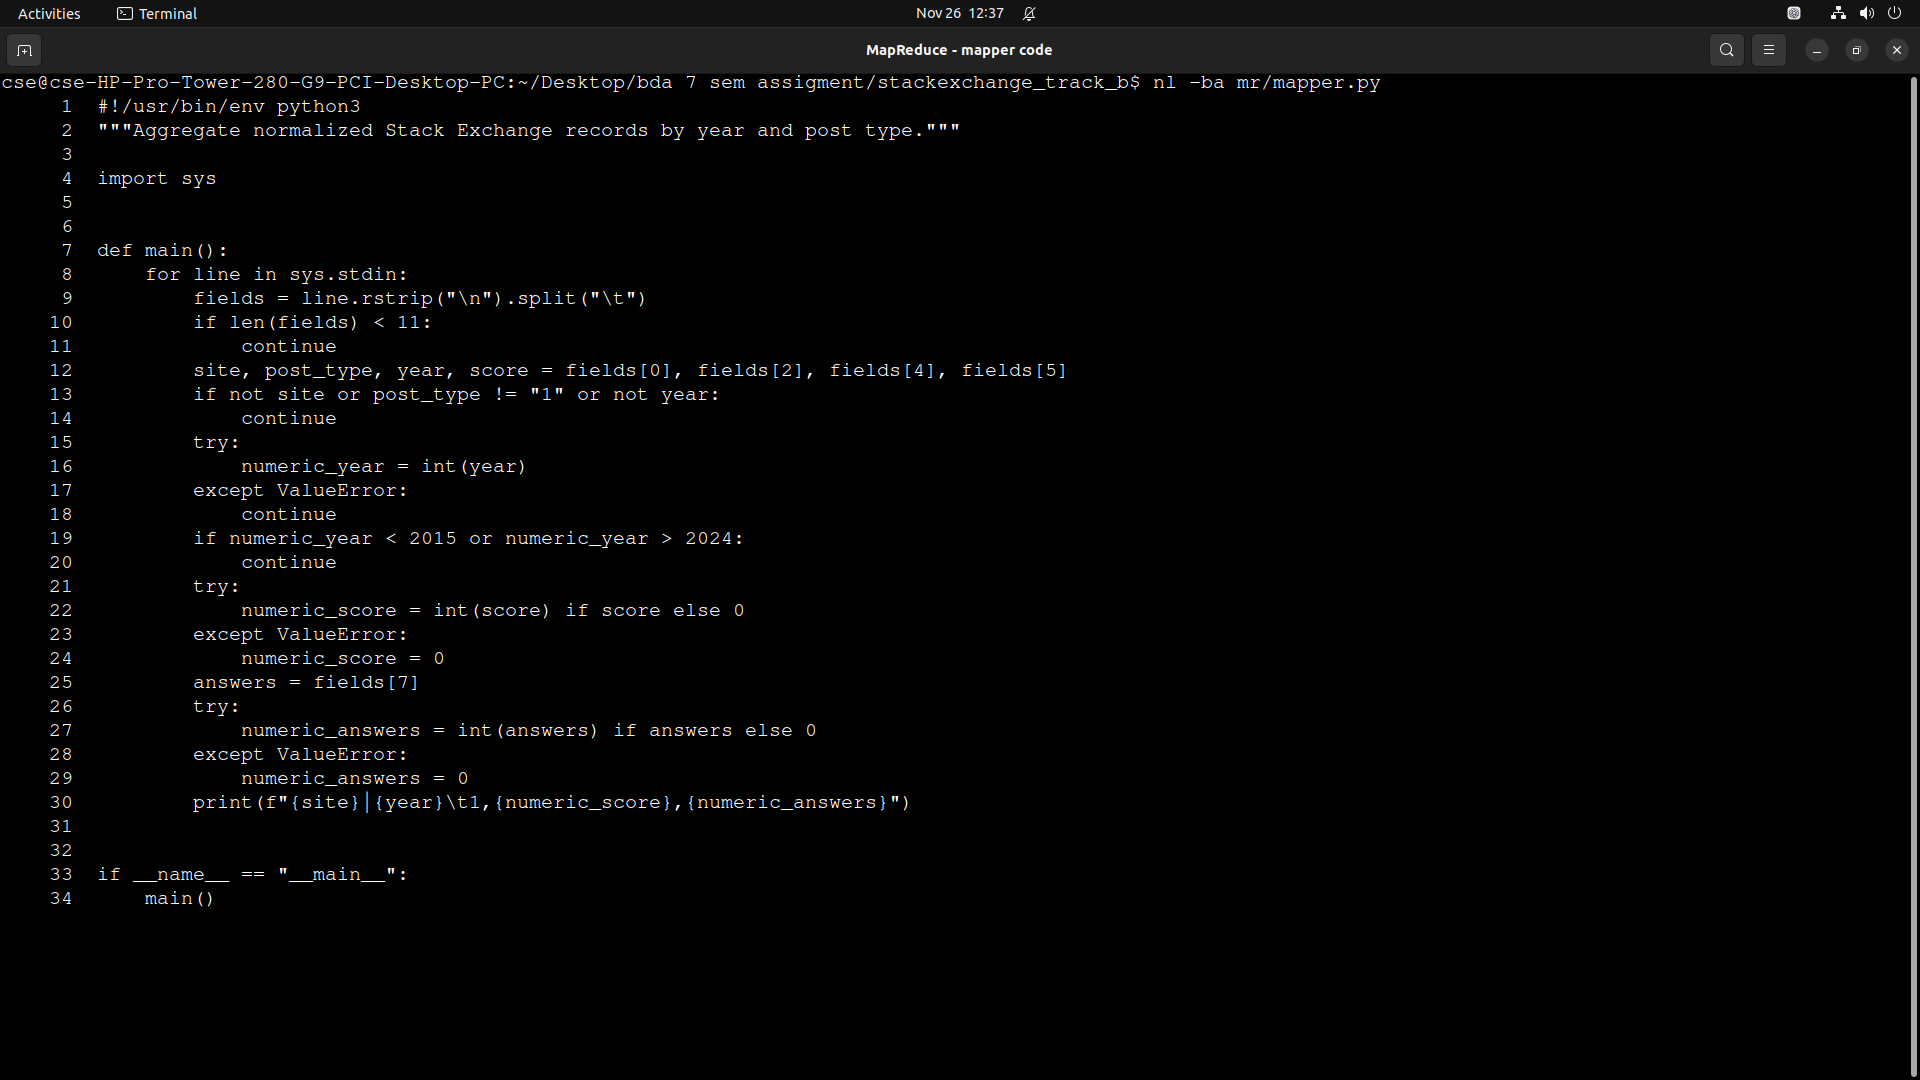 Activities Terminal Nov 26 12:37
MapReduce - mapper code
cse@cse-HP-Pro-Tower-280-G9-PCI-Desktop-PC:~/Desktop/bda 7 sem assigment/stackexchange_track_b$ nl -ba mr/mapper.py
     1	#!/usr/bin/env python3
     2	"""Aggregate normalized Stack Exchange records by year and post type."""
     3
     4	import sys
     5
     6
     7	def main():
     8	    for line in sys.stdin:
     9	        fields = line.rstrip("\n").split("\t")
    10	        if len(fields) < 11:
    11	            continue
    12	        site, post_type, year, score = fields[0], fields[2], fields[4], fields[5]
    13	        if not site or post_type != "1" or not year:
    14	            continue
    15	        try:
    16	            numeric_year = int(year)
    17	        except ValueError:
    18	            continue
    19	        if numeric_year < 2015 or numeric_year > 2024:
    20	            continue
    21	        try:
    22	            numeric_score = int(score) if score else 0
    23	        except ValueError:
    24	            numeric_score = 0
    25	        answers = fields[7]
    26	        try:
    27	            numeric_answers = int(answers) if answers else 0
    28	        except ValueError:
    29	            numeric_answers = 0
    30	        print(f"{site}|{year}\t1,{numeric_score},{numeric_answers}")
    31
    32
    33	if __name__ == "__main__":
    34	    main()